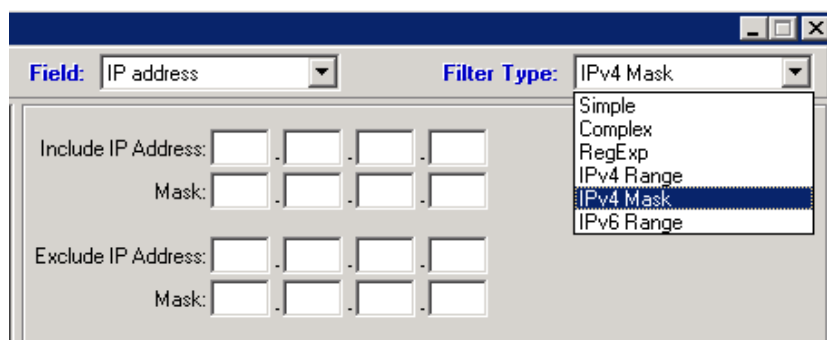 Field: IP address Filter Type: IPv4 Mask
Simple
Complex
RegExp
IPv4 Range
IPv4 Mask
IPv6 Range
Include IP Address: . . .
Mask: . . .
Exclude IP Address: . . .
Mask: . . .